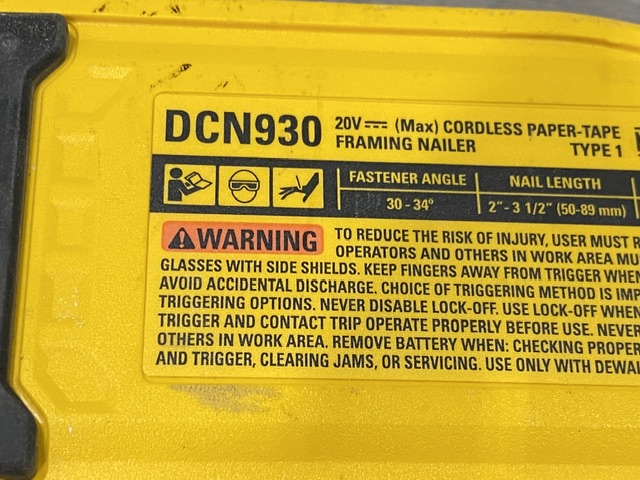 DCN930 20V (Max) CORDLESS PAPER-TAPE
FRAMING NAILER TYPE 1
FASTENER ANGLE NAIL LENGTH
30 - 34° 2" - 3 1/2" (50-89 mm)
WARNING TO REDUCE THE RISK OF INJURY, USER MUST
OPERATORS AND OTHERS IN WORK AREA
GLASSES WITH SIDE SHIELDS. KEEP FINGERS AWAY FROM TRIGGER WHEN
AVOID ACCIDENTAL DISCHARGE. CHOICE OF TRIGGERING METHOD IS
TRIGGERING OPTIONS. NEVER DISABLE LOCK-OFF. USE LOCK-OFF WHEN
TRIGGER AND CONTACT TRIP OPERATE PROPERLY BEFORE USE. NEVER
OTHERS IN WORK AREA. REMOVE BATTERY WHEN: CHECKING
AND TRIGGER, CLEARING JAMS, OR SERVICING. USE ONLY WITH